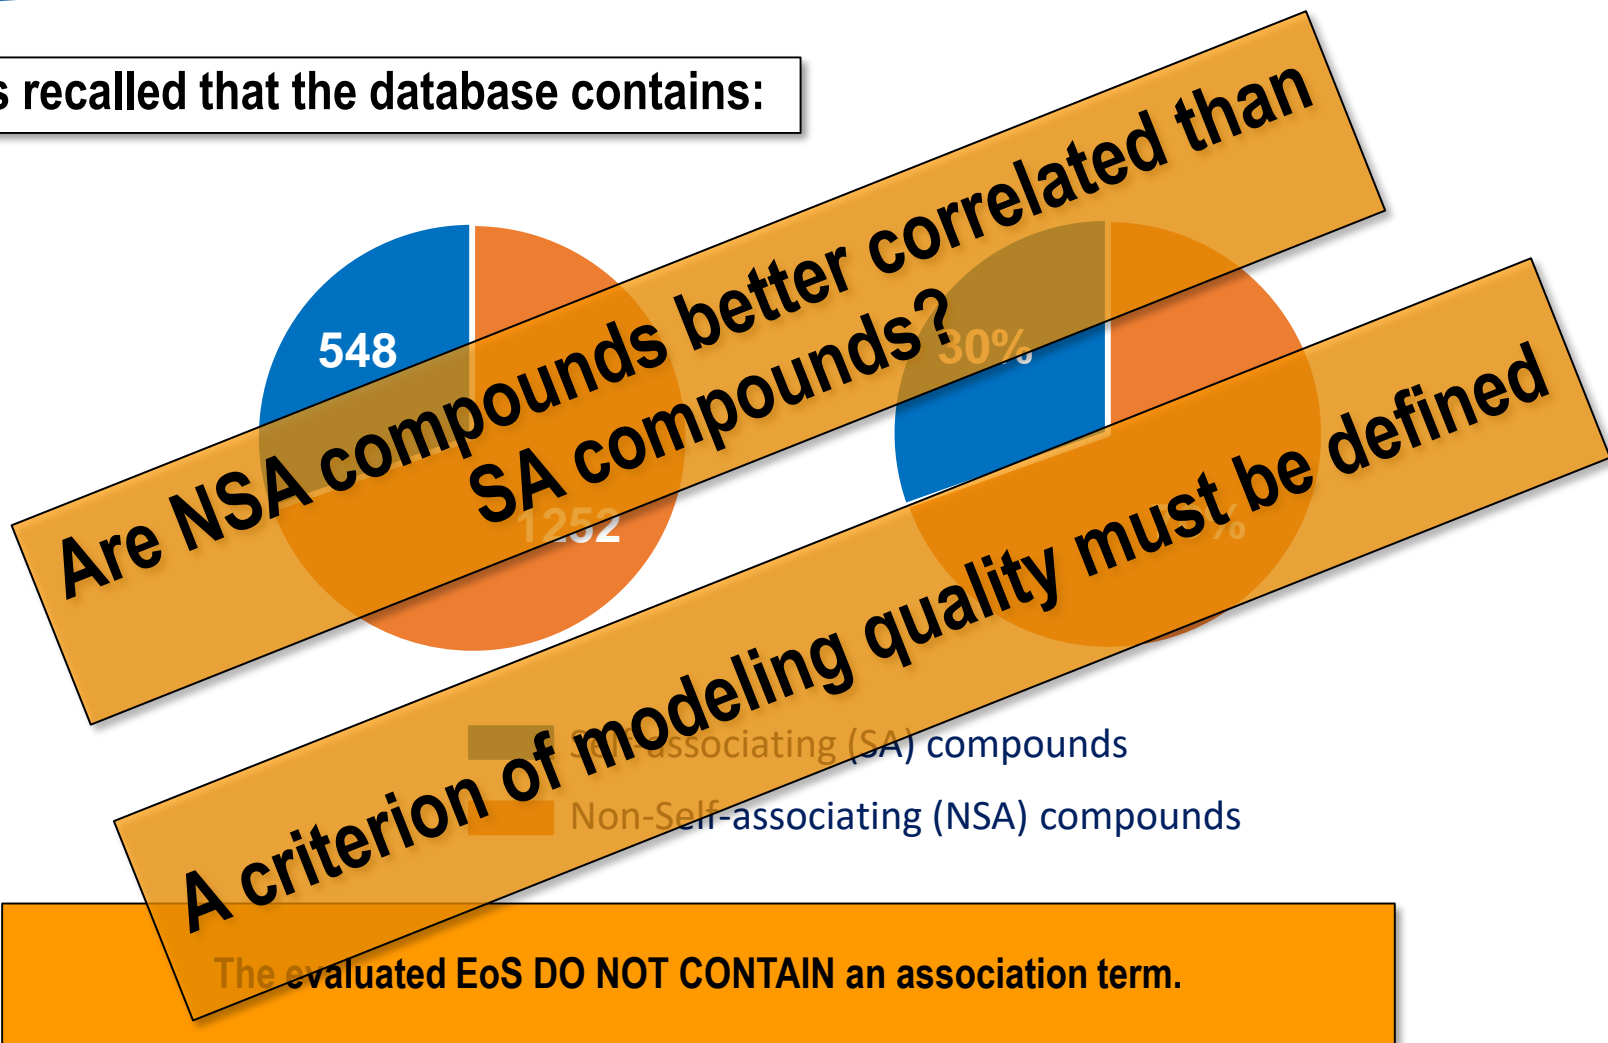 s recalled that the database contains:
548
1252
30%
%
Are NSA compounds better correlated than
SA compounds?
A criterion of modeling quality must be defined
Self-associating (SA) compounds
Non-Self-associating (NSA) compounds
The evaluated EoS DO NOT CONTAIN an association term.